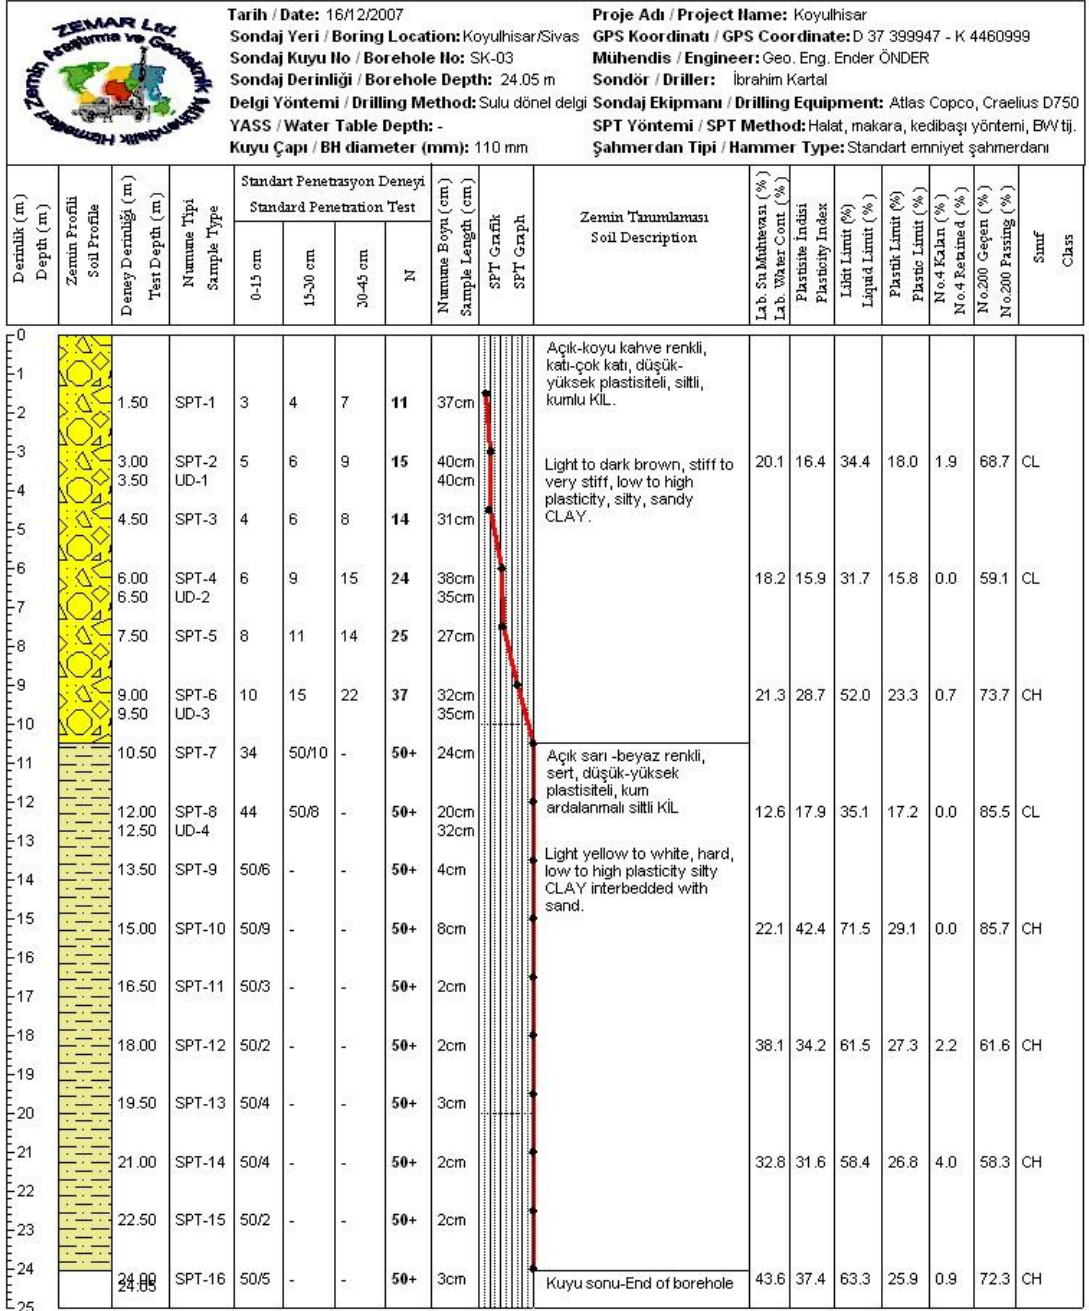 ZEMAR Ltd.
Zemin Araştırma ve Geoteknik Mühendislik Hizmetleri
Tarih / Date: 16/12/2007
Proje Adı / Project Name: Koyulhisar
Sondaj Yeri / Boring Location: Koyulhisar/Sivas
GPS Koordinatı / GPS Coordinate: D 37 399947 - K 4460999
Sondaj Kuyu No / Borehole No: SK-03
Mühendis / Engineer: Geo. Eng. Ender ÖNDER
Sondaj Derinliği / Borehole Depth: 24.05 m
Sondör / Driller: İbrahim Kartal
Delgi Yöntemi / Drilling Method: Sulu dönel delgi
Sondaj Ekipmanı / Drilling Equipment: Atlas Copco, Craelius D750
YASS / Water Table Depth: -
SPT Yöntemi / SPT Method: Halat, makara, kedibaşı yöntemi, BW tij.
Kuyu Çapı / BH diameter (mm): 110 mm
Şahmerdan Tipi / Hammer Type: Standart emniyet şahmerdanı
Derinlik ( m )
Depth ( m )
Zemin Profili
Soil Profile
Deney Derinliği ( m )
Test Depth ( m )
Numune Tipi
Sample Type
Standart Penetrasyon Deneyi
Standard Penetration Test
0-15 cm
15-30 cm
30-45 cm
N
Numune Boyu ( cm )
Sample Length ( cm )
SPT Grafik
SPT Graph
Zemin Tanımlaması
Soil Description
Lab. Su Muhtevası ( % )
Lab. Water Cont ( % )
Plastisite İndisi
Plasticity Index
Likit Limit (%)
Liquid Limit ( % )
Plastik Limit (%)
Plastic Limit ( % )
No.4 Kalan ( % )
No.4 Retained ( % )
No.200 Geçen ( % )
No.200 Passing ( % )
Sınıf
Class
0
Açık-koyu kahve renkli,
katı-çok katı, düşük-
yüksek plastisiteli, siltli,
kumlu KİL.
1
1.50 SPT-1 3 4 7 11 37cm
2
3
3.00 SPT-2 5 6 9 15 40cm 20.1 16.4 34.4 18.0 1.9 68.7 CL
3.50 UD-1 40cm
Light to dark brown, stiff to
very stiff, low to high
plasticity, silty, sandy
CLAY.
4
4.50 SPT-3 4 6 8 14 31cm
5
6
6.00 SPT-4 6 9 15 24 38cm 18.2 15.9 31.7 15.8 0.0 59.1 CL
6.50 UD-2 35cm
7
7.50 SPT-5 8 11 14 25 27cm
8
9
9.00 SPT-6 10 15 22 37 32cm 21.3 28.7 52.0 23.3 0.7 73.7 CH
9.50 UD-3 35cm
10
10.50 SPT-7 34 50/10 - 50+ 24cm
Açık sarı -beyaz renkli,
sert, düşük-yüksek
plastisiteli, kum
ardalanmalı siltli KİL
11
12
12.00 SPT-8 44 50/8 - 50+ 20cm 12.6 17.9 35.1 17.2 0.0 85.5 CL
12.50 UD-4 32cm
13
Light yellow to white, hard,
low to high plasticity silty
CLAY interbedded with
sand.
13.50 SPT-9 50/6 - - 50+ 4cm
14
15
15.00 SPT-10 50/9 - - 50+ 8cm 22.1 42.4 71.5 29.1 0.0 85.7 CH
16
16.50 SPT-11 50/3 - - 50+ 2cm
17
18
18.00 SPT-12 50/2 - - 50+ 2cm 38.1 34.2 61.5 27.3 2.2 61.6 CH
19
19.50 SPT-13 50/4 - - 50+ 3cm
20
21
21.00 SPT-14 50/4 - - 50+ 2cm 32.8 31.6 58.4 26.8 4.0 58.3 CH
22
22.50 SPT-15 50/2 - - 50+ 2cm
23
24
24.00 SPT-16 50/5 - - 50+ 3cm Kuyu sonu-End of borehole 43.6 37.4 63.3 25.9 0.9 72.3 CH
24.05
25